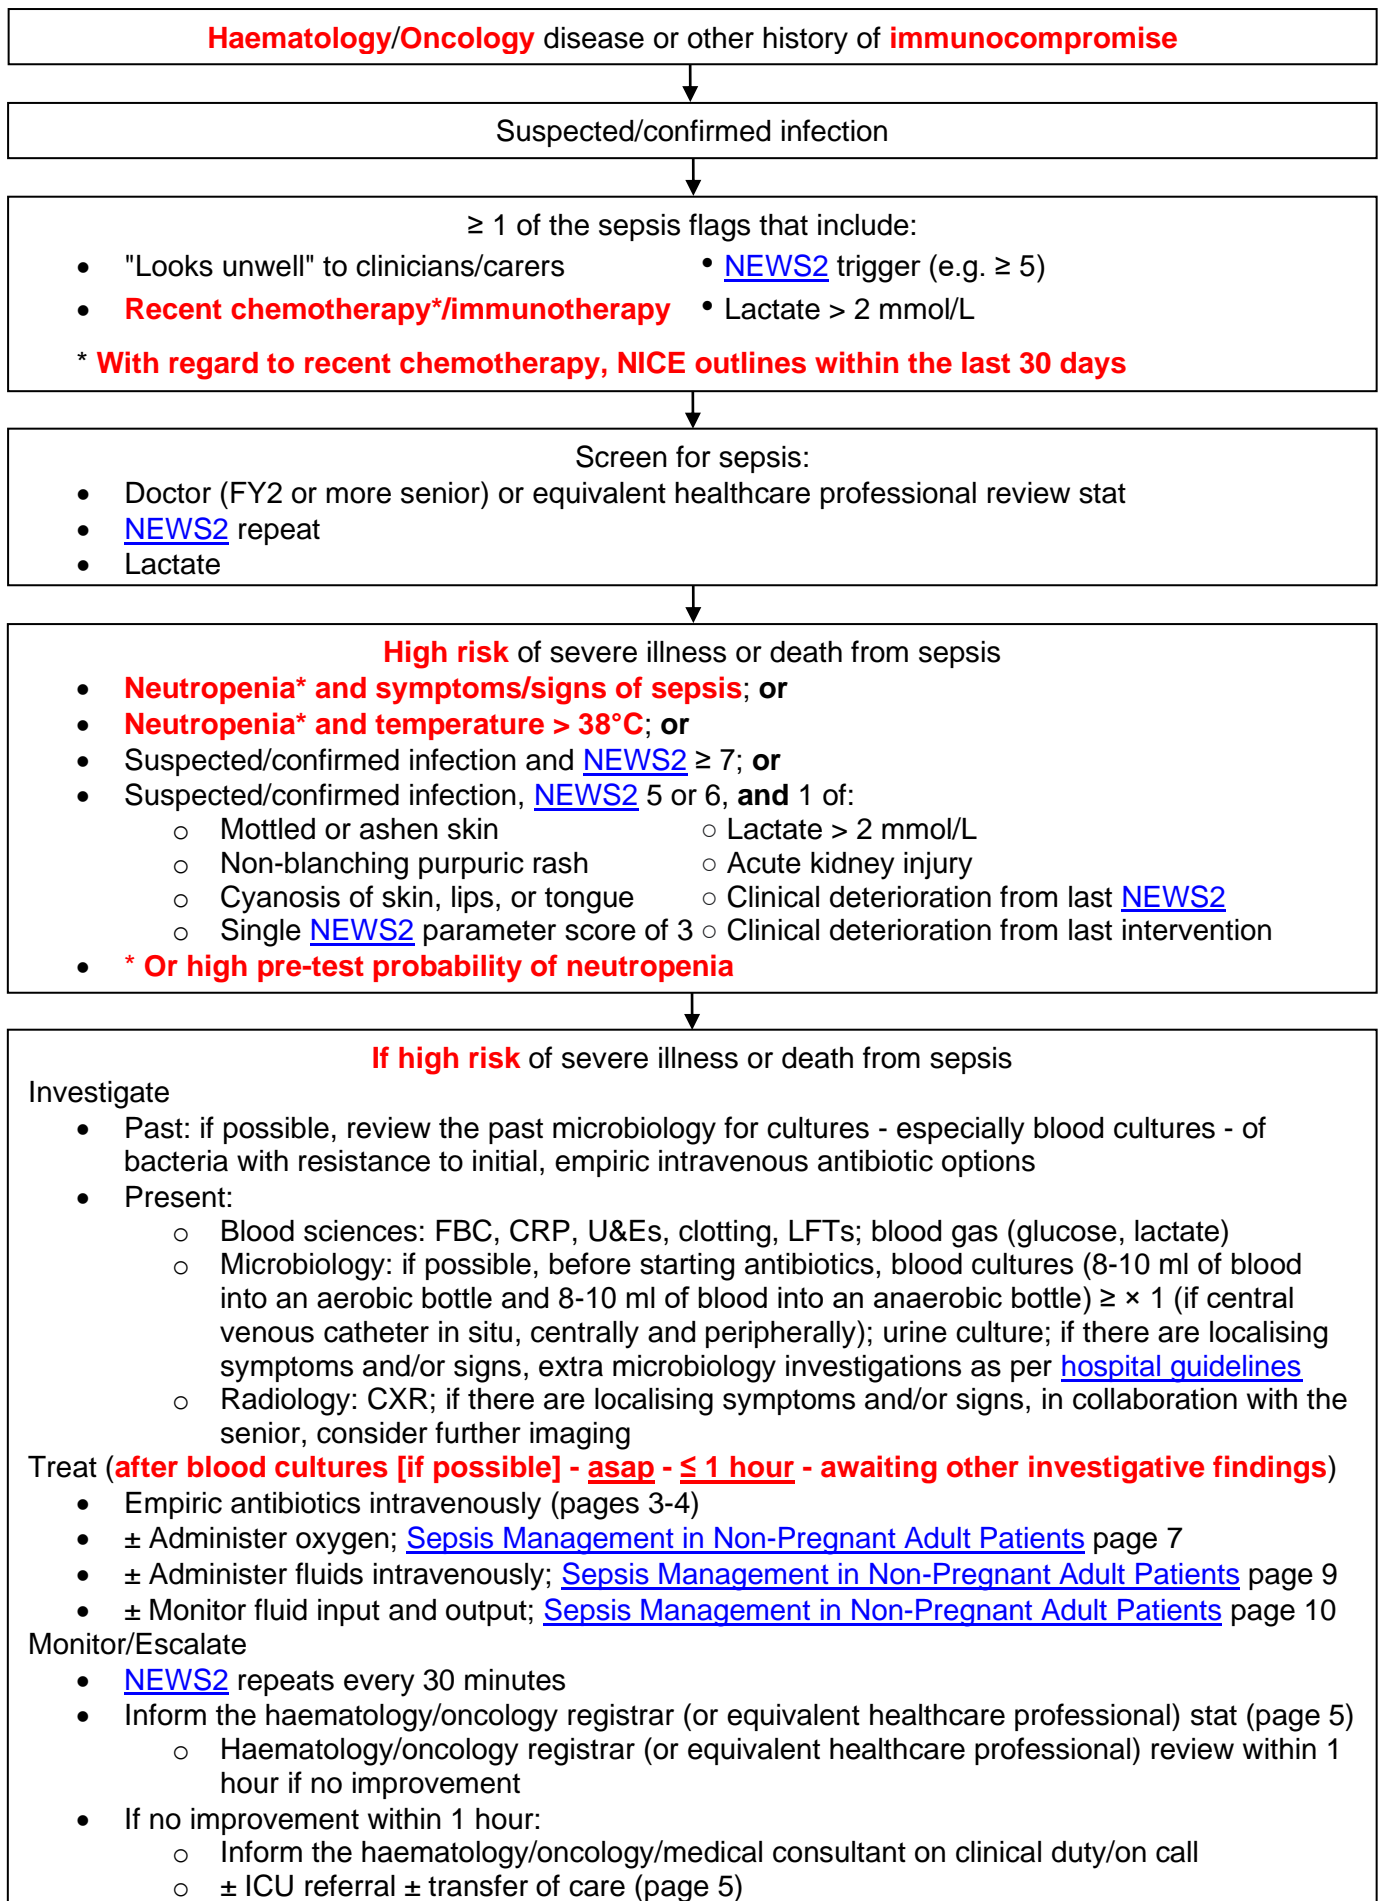 Haematology/Oncology disease or other history of immunocompromise
Suspected/confirmed infection
≥ 1 of the sepsis flags that include:
• "Looks unwell" to clinicians/carers • NEWS2 trigger (e.g. ≥ 5)
• Recent chemotherapy*/immunotherapy • Lactate > 2 mmol/L
* With regard to recent chemotherapy, NICE outlines within the last 30 days
Screen for sepsis:
• Doctor (FY2 or more senior) or equivalent healthcare professional review stat
• NEWS2 repeat
• Lactate
High risk of severe illness or death from sepsis
• Neutropenia* and symptoms/signs of sepsis; or
• Neutropenia* and temperature > 38°C; or
• Suspected/confirmed infection and NEWS2 ≥ 7; or
• Suspected/confirmed infection, NEWS2 5 or 6, and 1 of:
○ Mottled or ashen skin ○ Lactate > 2 mmol/L
○ Non-blanching purpuric rash ○ Acute kidney injury
○ Cyanosis of skin, lips, or tongue ○ Clinical deterioration from last NEWS2
○ Single NEWS2 parameter score of 3 ○ Clinical deterioration from last intervention
• * Or high pre-test probability of neutropenia
If high risk of severe illness or death from sepsis
Investigate
• Past: if possible, review the past microbiology for cultures - especially blood cultures - of
bacteria with resistance to initial, empiric intravenous antibiotic options
• Present:
○ Blood sciences: FBC, CRP, U&Es, clotting, LFTs; blood gas (glucose, lactate)
○ Microbiology: if possible, before starting antibiotics, blood cultures (8-10 ml of blood
into an aerobic bottle and 8-10 ml of blood into an anaerobic bottle) ≥ × 1 (if central
venous catheter in situ, centrally and peripherally); urine culture; if there are localising
symptoms and/or signs, extra microbiology investigations as per hospital guidelines
○ Radiology: CXR; if there are localising symptoms and/or signs, in collaboration with the
senior, consider further imaging
Treat (after blood cultures [if possible] - asap - ≤ 1 hour - awaiting other investigative findings)
• Empiric antibiotics intravenously (pages 3-4)
• ± Administer oxygen; Sepsis Management in Non-Pregnant Adult Patients page 7
• ± Administer fluids intravenously; Sepsis Management in Non-Pregnant Adult Patients page 9
• ± Monitor fluid input and output; Sepsis Management in Non-Pregnant Adult Patients page 10
Monitor/Escalate
• NEWS2 repeats every 30 minutes
• Inform the haematology/oncology registrar (or equivalent healthcare professional) stat (page 5)
○ Haematology/oncology registrar (or equivalent healthcare professional) review within 1
hour if no improvement
• If no improvement within 1 hour:
○ Inform the haematology/oncology/medical consultant on clinical duty/on call
○ ± ICU referral ± transfer of care (page 5)